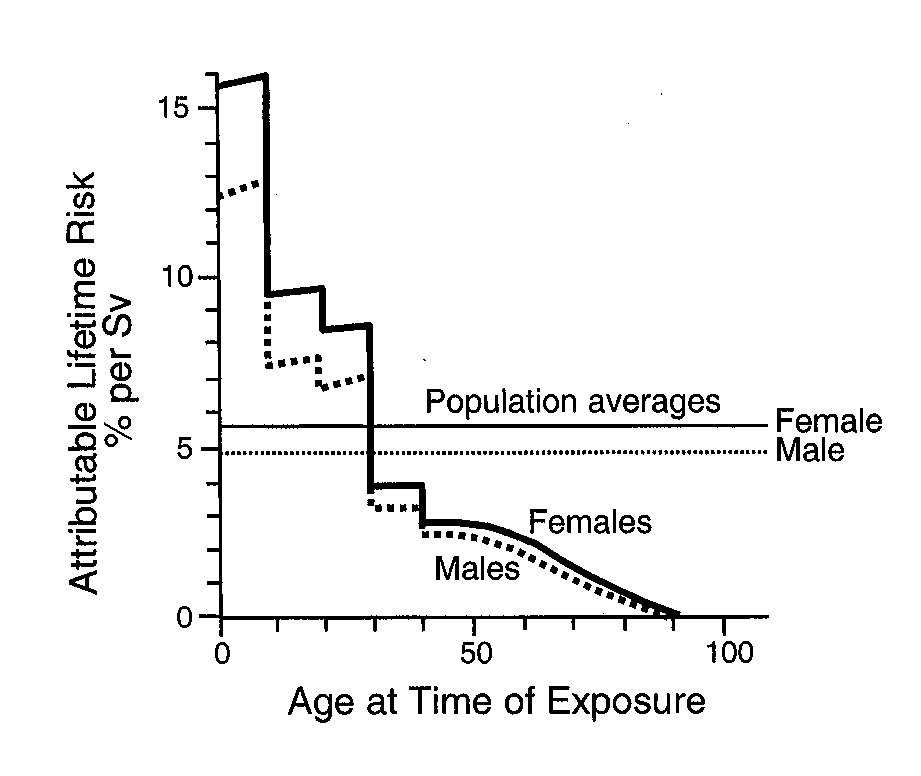 Attributable Lifetime Risk
% per Sv
15
10
5
0
Population averages
Female
Male
Females
Males
0
50
100
Age at Time of Exposure